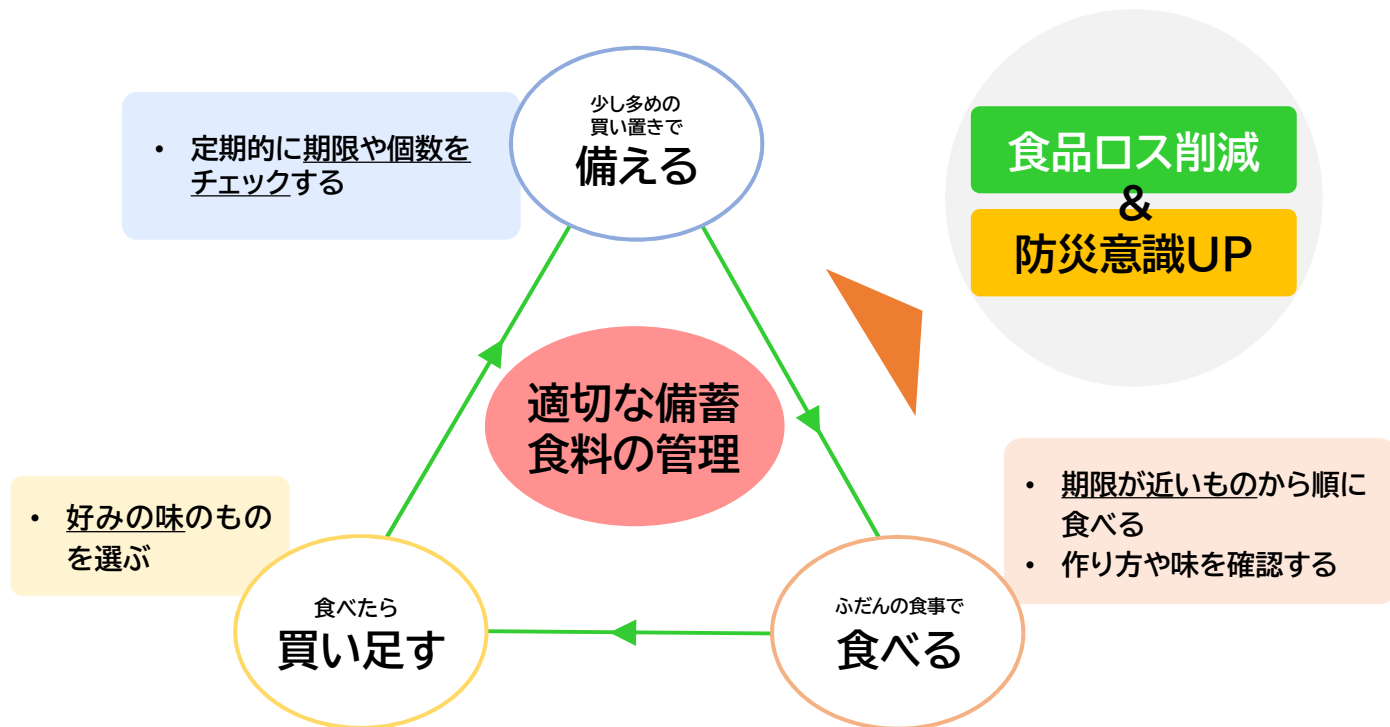 少し多めの
買い置きで
備える
• 定期的に期限や個数を
チェックする
食品ロス削減
&
防災意識UP
適切な備蓄
食料の管理
• 期限が近いものから順に
食べる
• 作り方や味を確認する
• 好みの味のもの
を選ぶ
食べたら
買い足す
ふだんの食事で
食べる